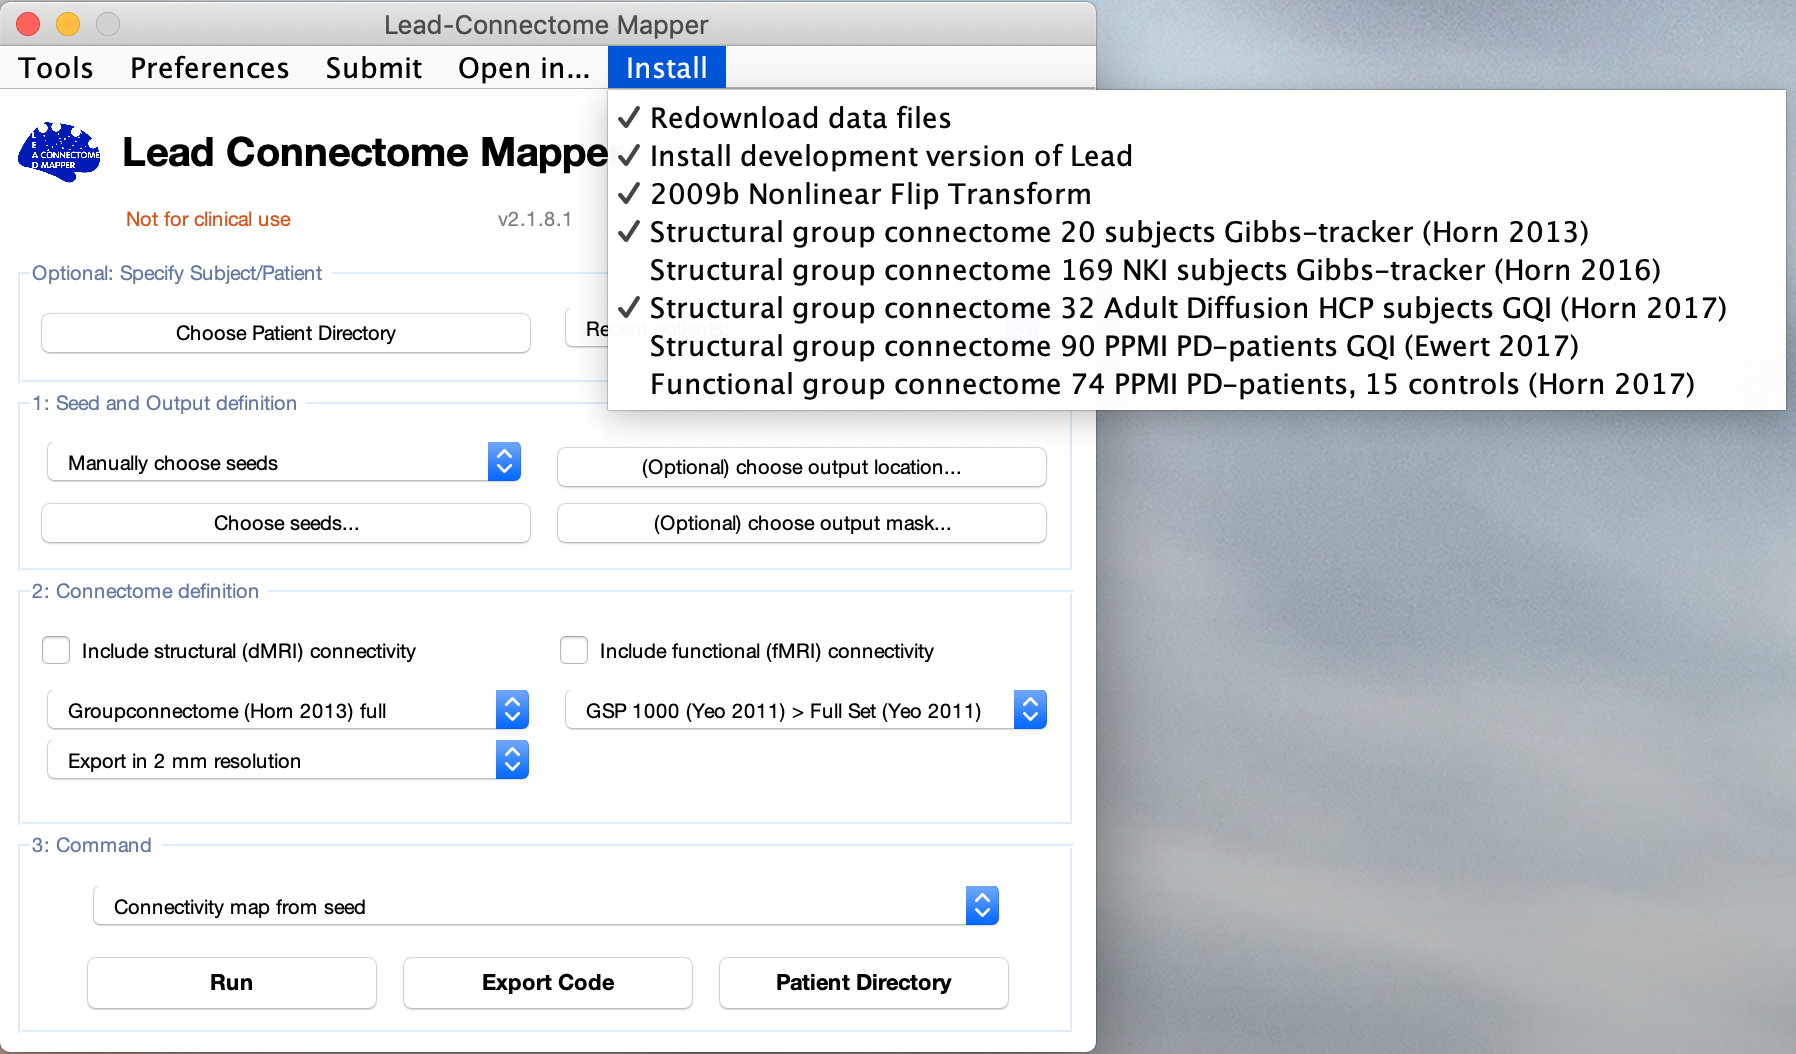 Lead-Connectome Mapper
Tools Preferences Submit Open in... Install
✓ Redownload data files
✓ Install development version of Lead
✓ 2009b Nonlinear Flip Transform
✓ Structural group connectome 20 subjects Gibbs-tracker (Horn 2013)
Structural group connectome 169 NKI subjects Gibbs-tracker (Horn 2016)
✓ Structural group connectome 32 Adult Diffusion HCP subjects GQI (Horn 2017)
Structural group connectome 90 PPMI PD-patients GQI (Ewert 2017)
Functional group connectome 74 PPMI PD-patients, 15 controls (Horn 2017)
L
E
A CONNECTOME
D MAPPER
Lead Connectome Mappe
Not for clinical use v2.1.8.1
Optional: Specify Subject/Patient
Choose Patient Directory Recent patients:
1: Seed and Output definition
Manually choose seeds (Optional) choose output location...
Choose seeds... (Optional) choose output mask...
2: Connectome definition
Include structural (dMRI) connectivity Include functional (fMRI) connectivity
Groupconnectome (Horn 2013) full GSP 1000 (Yeo 2011) > Full Set (Yeo 2011)
Export in 2 mm resolution
3: Command
Connectivity map from seed
Run Export Code Patient Directory